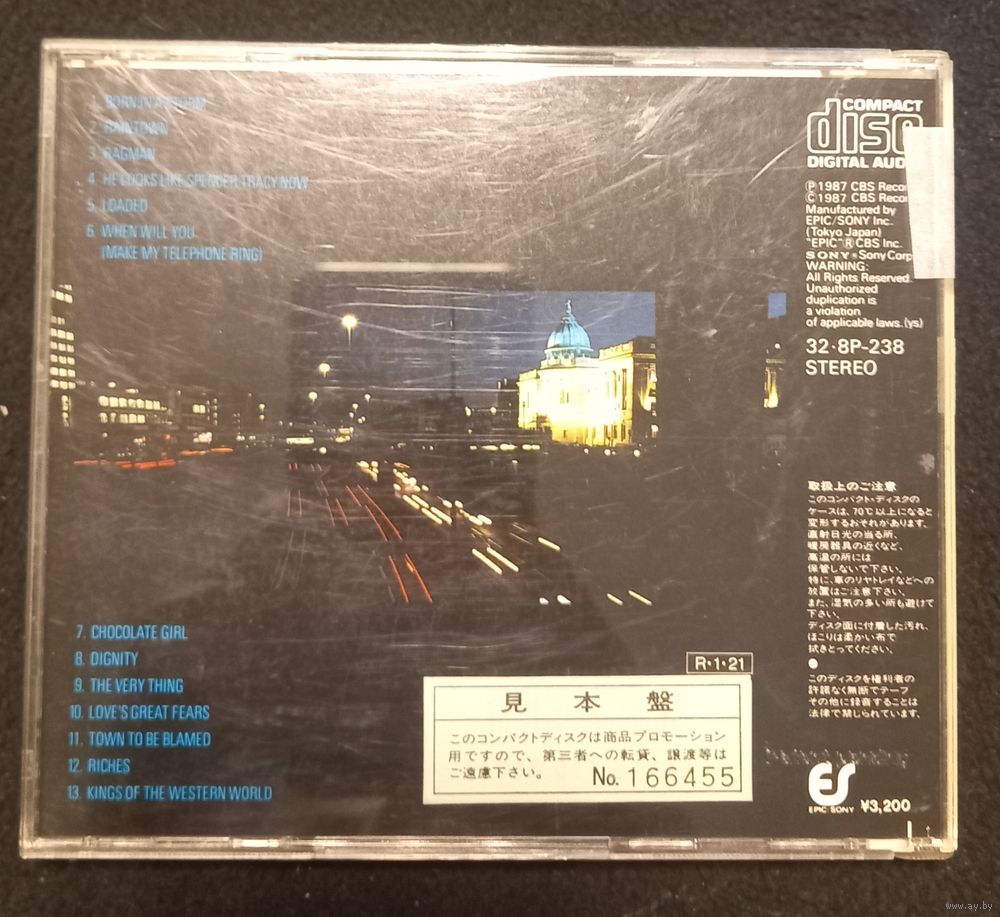 1. BORN IN A STORM
2. RAINTOWN
3. RAGMAN
4. HE LOOKS LIKE SPENCER TRACY NOW
5. LOADED
6. WHEN WILL YOU
(MAKE MY TELEPHONE RING)
7. CHOCOLATE GIRL
8. DIGNITY
9. THE VERY THING
10. LOVE'S GREAT FEARS
11. TOWN TO BE BLAMED
12. RICHES
13. KINGS OF THE WESTERN WORLD
COMPACT
disc
DIGITAL AUD
Ⓟ1987 CBS Recor
©1987 CBS Recor
Manufactured by
EPIC/SONY Inc.
(Tokyo Japan)
"EPIC"®CBS Inc.
SONY®Sony Corp
WARNING:
All Rights Reserved.
Unauthorized
duplication is
a violation
of applicable laws.(ys)
32·8P-238
STEREO
取扱上のご注意
このコンパクト・ディスクの
ケースは、70℃以上になると
変形するおそれがあります。
直射日光の当る所、
暖房器具の近くなど、
高温の所には
保管しないで下さい。
特に、車のリヤトレイなどへの
放置はご注意下さい。
また、湿気の多い所も避けて
下さい。
ディスク面に付着した汚れ、
ほこりは柔かい布で
拭きとってください。
●
このディスクを権利者の
許諾なく無断でテープ
その他に録音することは
法律で禁じられています。
R·1·21
見本盤
このコンパクトディスクは商品プロモーション
用ですので、第三者への転貸、譲渡等は
ご遠慮下さい。
No.166455
ES
EPIC SONY ¥3,200
www.ay.by